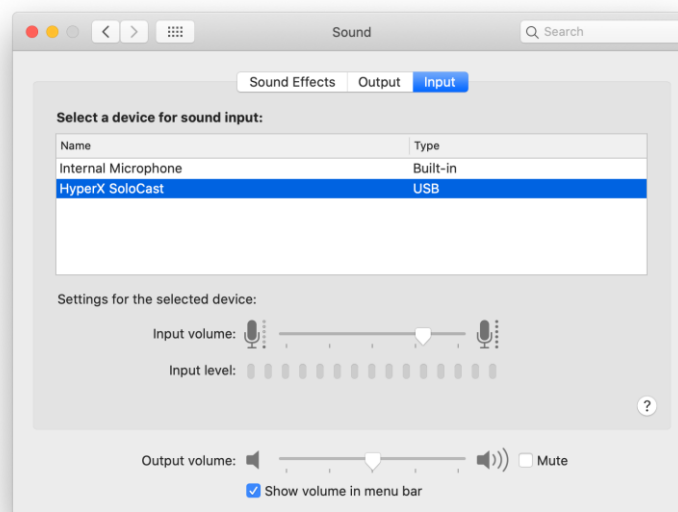 Sound
Search
Sound Effects Output Input
Select a device for sound input:
Name Type
Internal Microphone Built-in
HyperX SoloCast USB
Settings for the selected device:
Input volume:
Input level:
?
Output volume: Mute
Show volume in menu bar